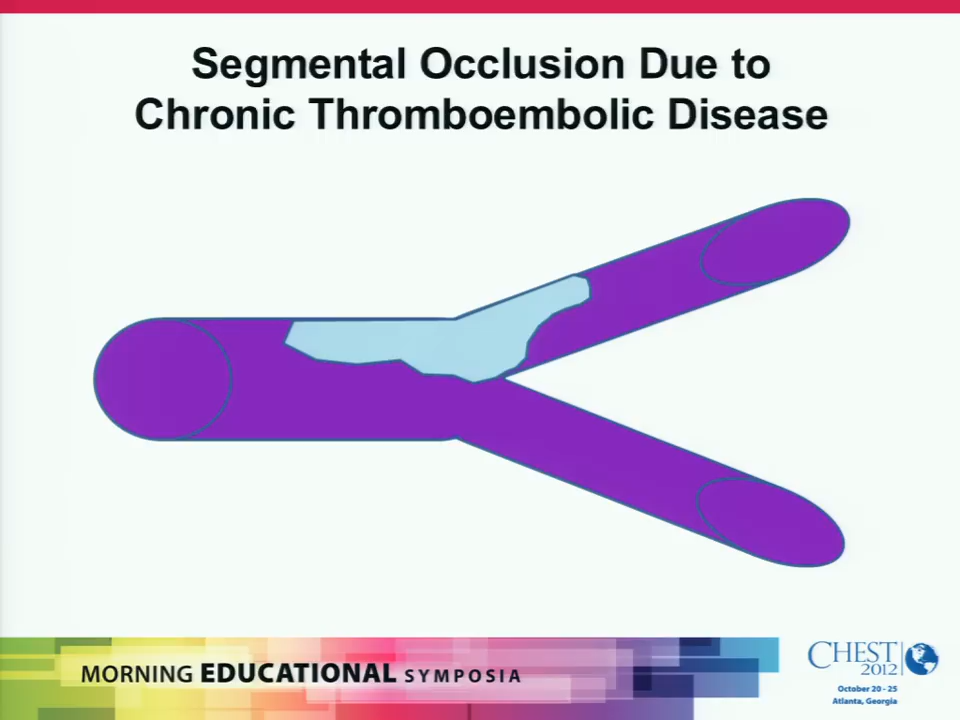 Segmental Occlusion Due to
Chronic Thromboembolic Disease
MORNING EDUCATIONAL SYMPOSIA
CHEST
2012
October 20 - 25
Atlanta, Georgia